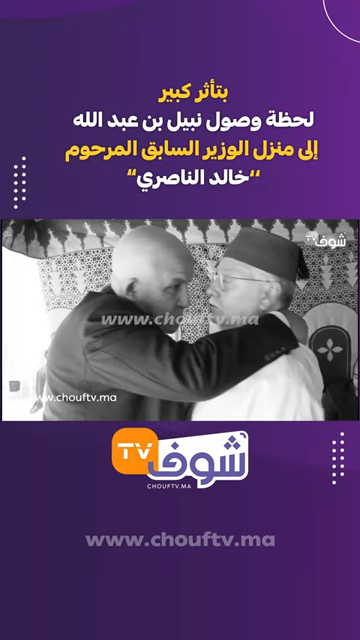 بتأثر كبير
لحظة وصول نبيل بن عبد الله
إلى منزل الوزير السابق المرحوم
“خالد الناصري“
شوف TV
www.chouftv.ma
www.chouftv.ma
شوف TV
CHOUFTV.MA
www.chouftv.ma